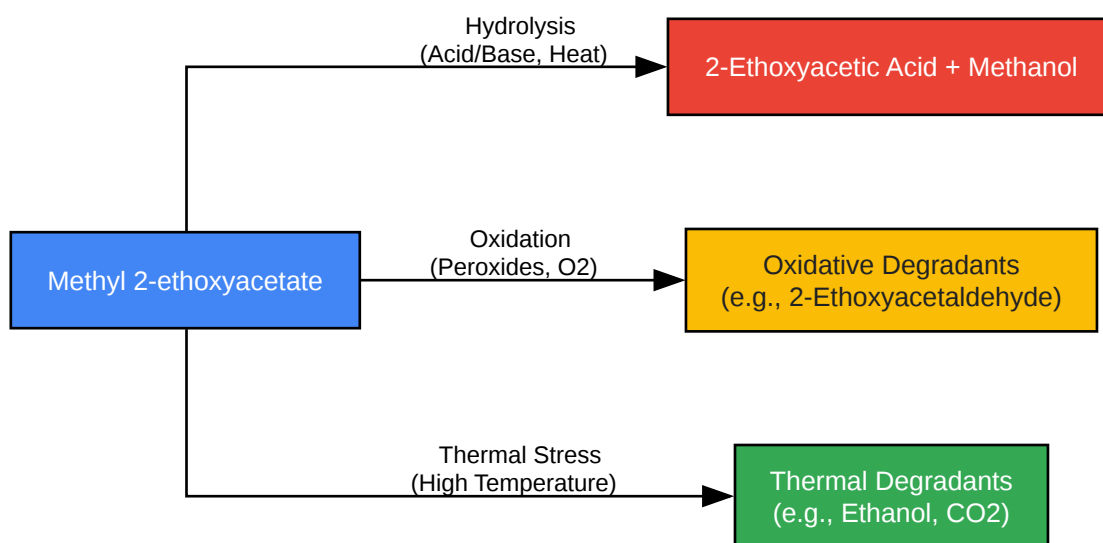 Hydrolysis
(Acid/Base, Heat)
2-Ethoxyacetic Acid + Methanol
Methyl 2-ethoxyacetate
Oxidation
(Peroxides, O2)
Oxidative Degradants
(e.g., 2-Ethoxyacetaldehyde)
Thermal Stress
(High Temperature)
Thermal Degradants
(e.g., Ethanol, CO2)